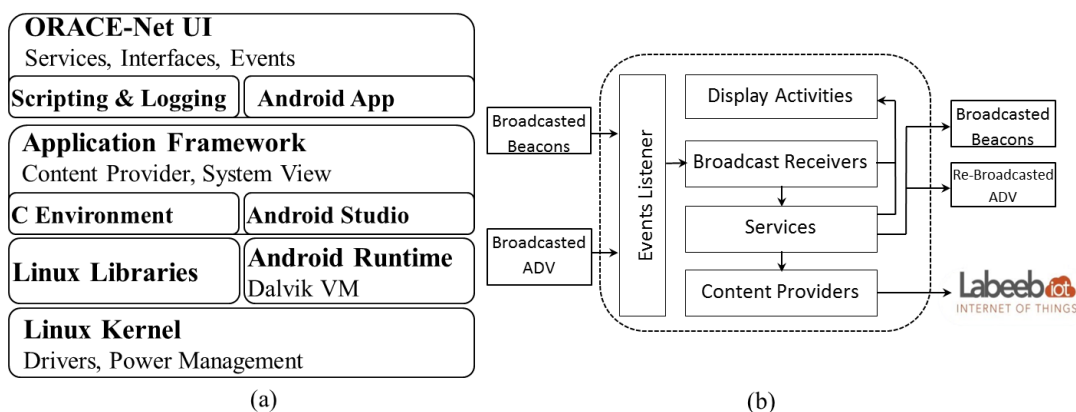 ORACE-Net UI
Services, Interfaces, Events
Scripting & Logging
Android App
Application Framework
Content Provider, System View
C Environment
Android Studio
Linux Libraries
Android Runtime
Dalvik VM
Linux Kernel
Drivers, Power Management
(a)
Broadcasted
Beacons
Broadcasted
ADV
Events Listener
Display Activities
Broadcast Receivers
Services
Content Providers
Broadcasted
Beacons
Re-Broadcasted
ADV
Labeeb iot
INTERNET OF THINGS
(b)